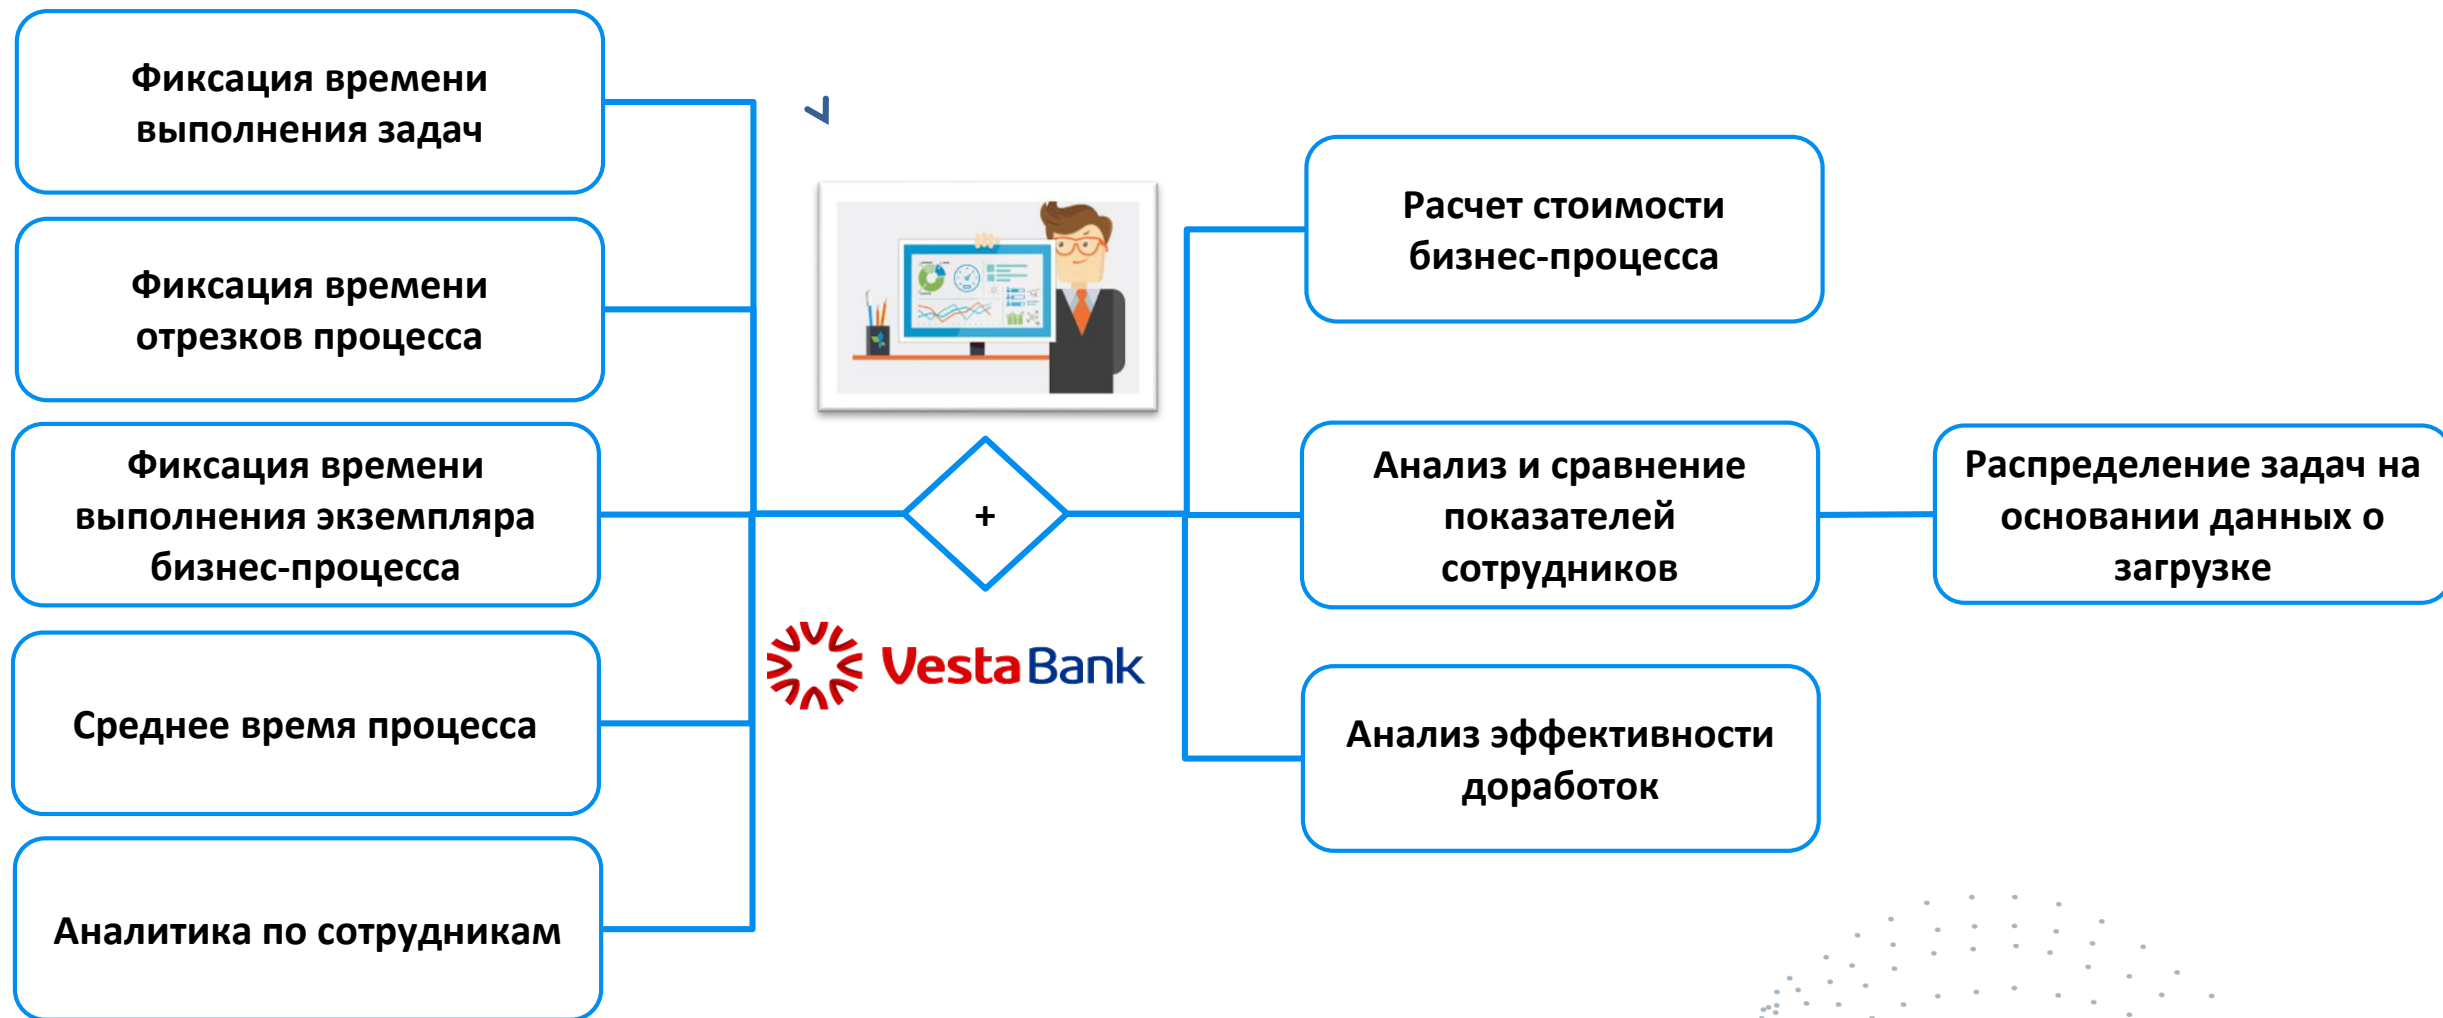 Фиксация времени
выполнения задач
Фиксация времени
отрезков процесса
Фиксация времени
выполнения экземпляра
бизнес-процесса
Среднее время процесса
Аналитика по сотрудникам
+
VestaBank
Расчет стоимости
бизнес-процесса
Анализ и сравнение
показателей
сотрудников
Анализ эффективности
доработок
Распределение задач на
основании данных о
загрузке